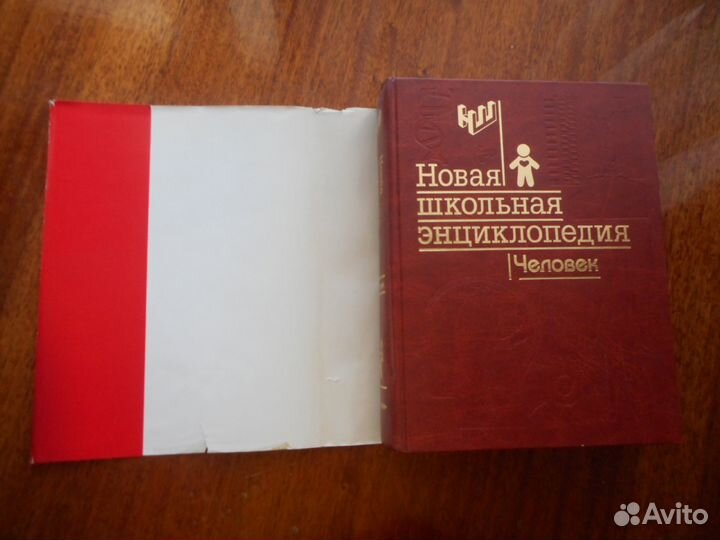 Новая
школьная
энциклопедия
Человек
Avito